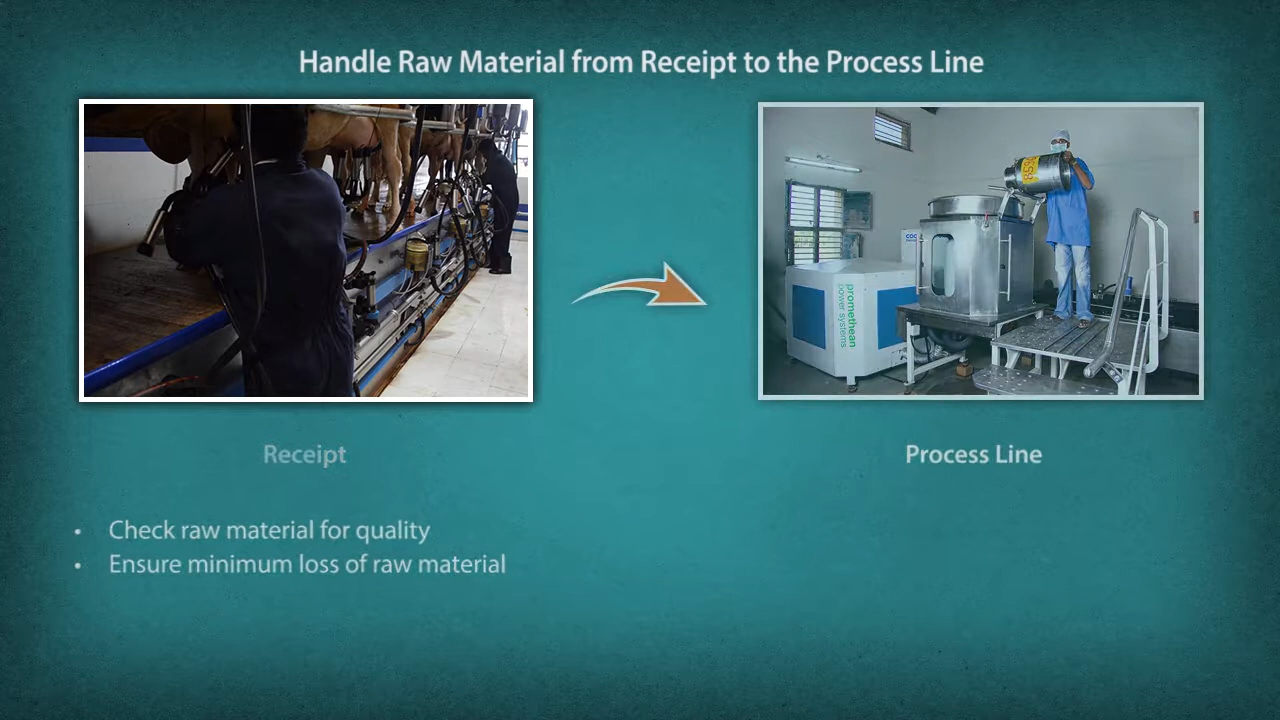 Handle Raw Material from Receipt to the Process Line
promethean
power systems
Receipt
Process Line
• Check raw material for quality
• Ensure minimum loss of raw material